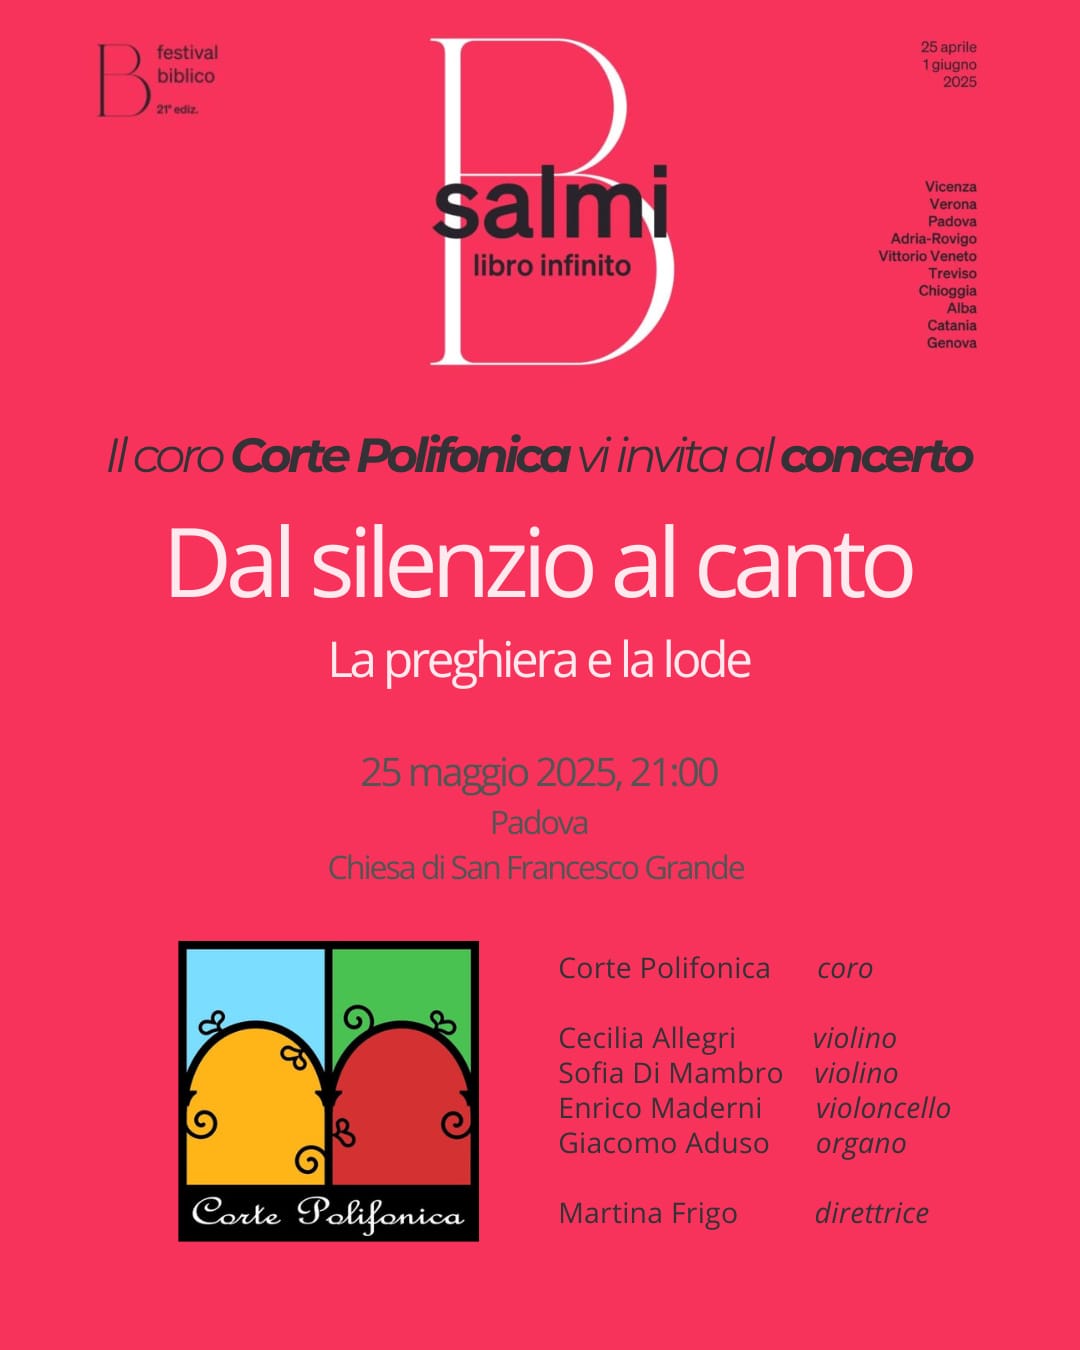 festival
biblico
21ª ediz.
salmi
libro infinito
25 aprile
1 giugno
2025
Vicenza
Verona
Padova
Adria-Rovigo
Vittorio Veneto
Treviso
Chioggia
Alba
Catania
Genova
Il coro Corte Polifonica vi invita al concerto
Dal silenzio al canto
La preghiera e la lode
25 maggio 2025, 21:00
Padova
Chiesa di San Francesco Grande
Corte Polifonica coro
Cecilia Allegri violino
Sofia Di Mambro violino
Enrico Maderni violoncello
Giacomo Aduso organo
Martina Frigo direttrice
Corte Polifonica